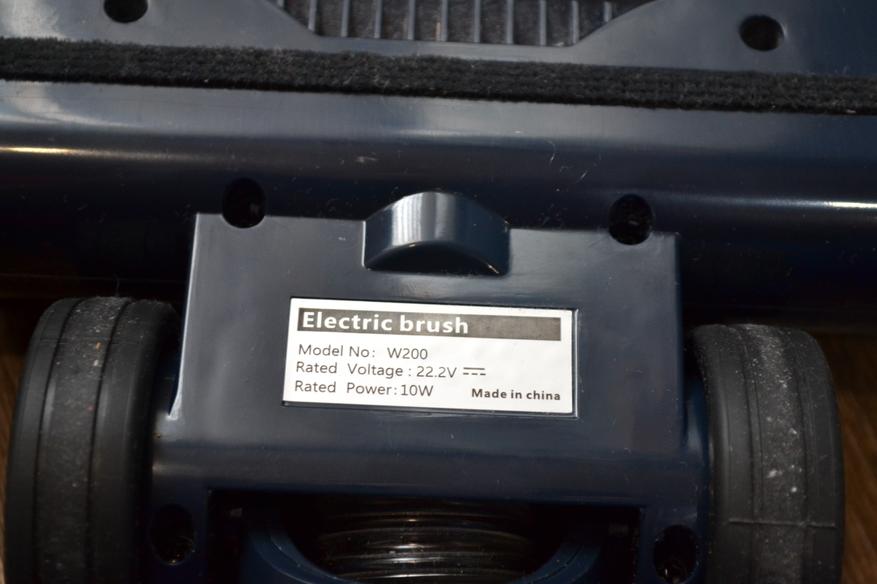 Electric brush
Model No: W200
Rated Voltage: 22.2V ⎓
Rated Power: 10W
Made in china